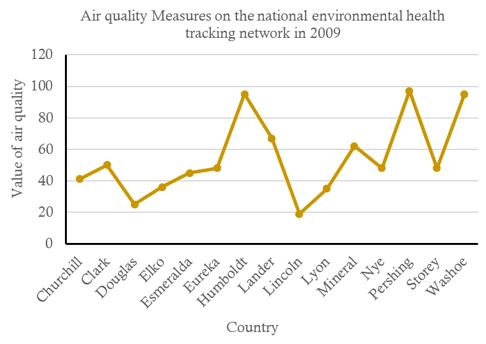 Air quality Measures on the national environmental health
tracking network in 2009
Value of air quality
120
100
80
60
40
20
0
Churchill
Clark
Douglas
Elko
Esmeralda
Eureka
Humboldt
Lander
Lincoln
Lyon
Mineral
Nye
Pershing
Storey
Washoe
Country